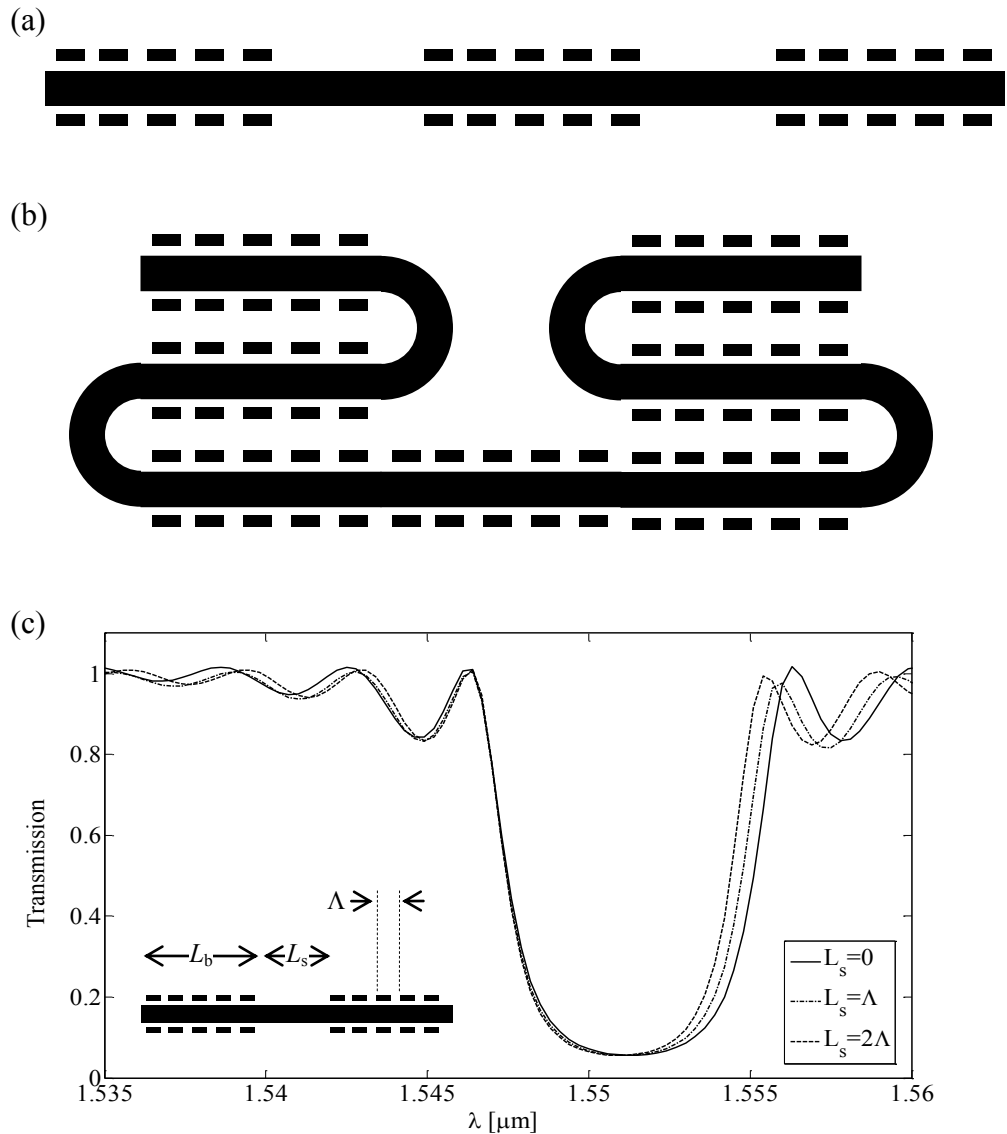 (a)
(b)
(c)
Transmission
1
0.8
0.6
0.4
0.2
0
Λ
L_b
L_s
L_s=0
L_s=Λ
L_s=2Λ
1.535
1.54
1.545
1.55
1.555
1.56
λ [μm]